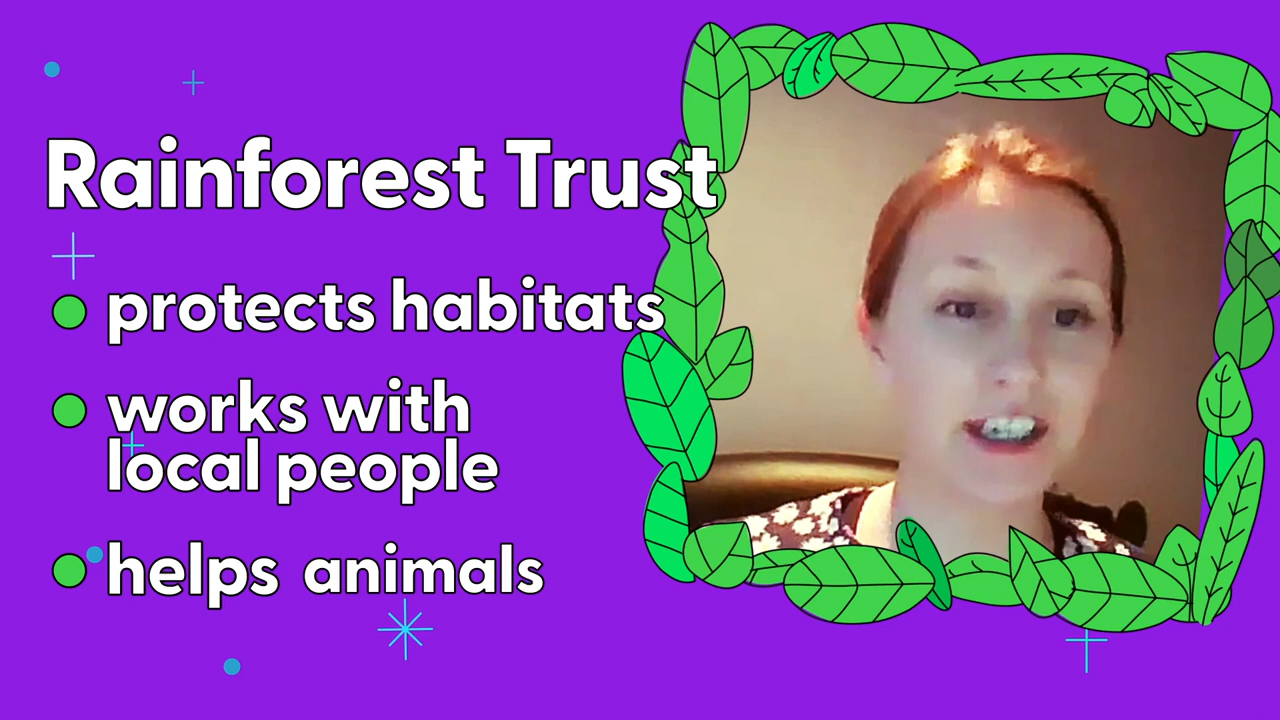 Rainforest Trust
protects habitats
works with
local people
helps animals